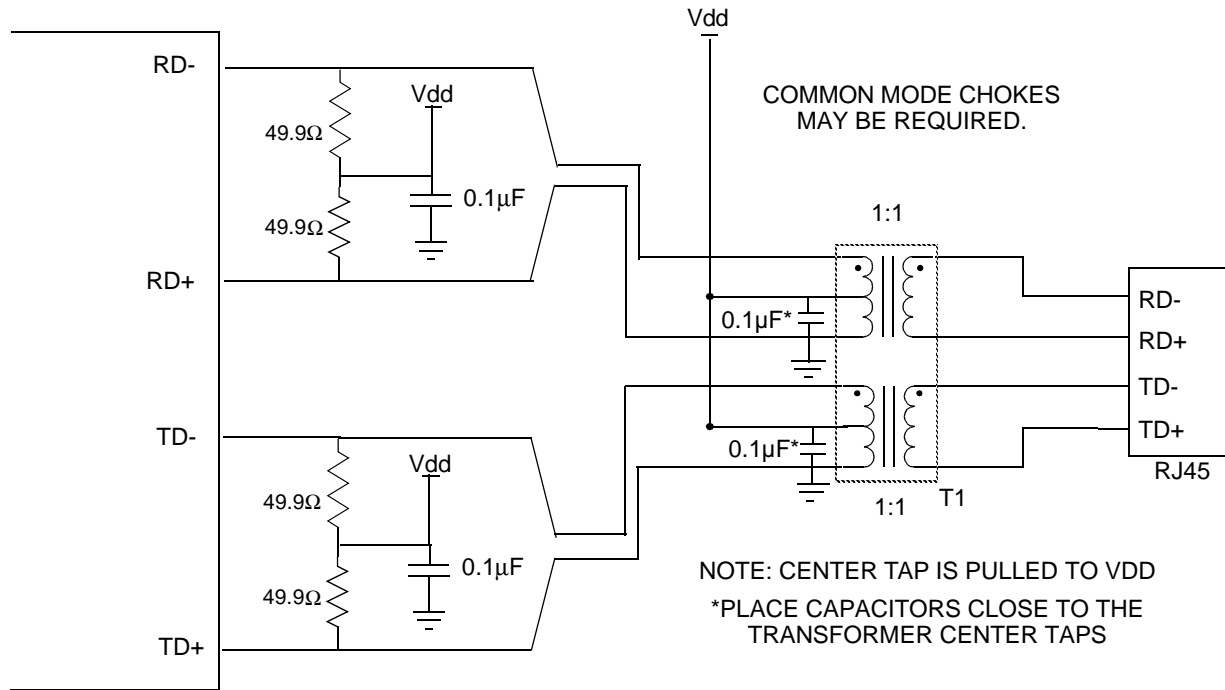 Vdd
RD-
COMMON MODE CHOKES
MAY BE REQUIRED.
Vdd
49.9Ω
0.1μF
49.9Ω
1:1
RD+
RD-
0.1µF*
RD+
TD-
TD-
TD+
0.1µF*
Vdd
RJ45
49.9Ω
1:1
T1
0.1μF
NOTE: CENTER TAP IS PULLED TO VDD
49.9Ω
*PLACE CAPACITORS CLOSE TO THE
TRANSFORMER CENTER TAPS
TD+